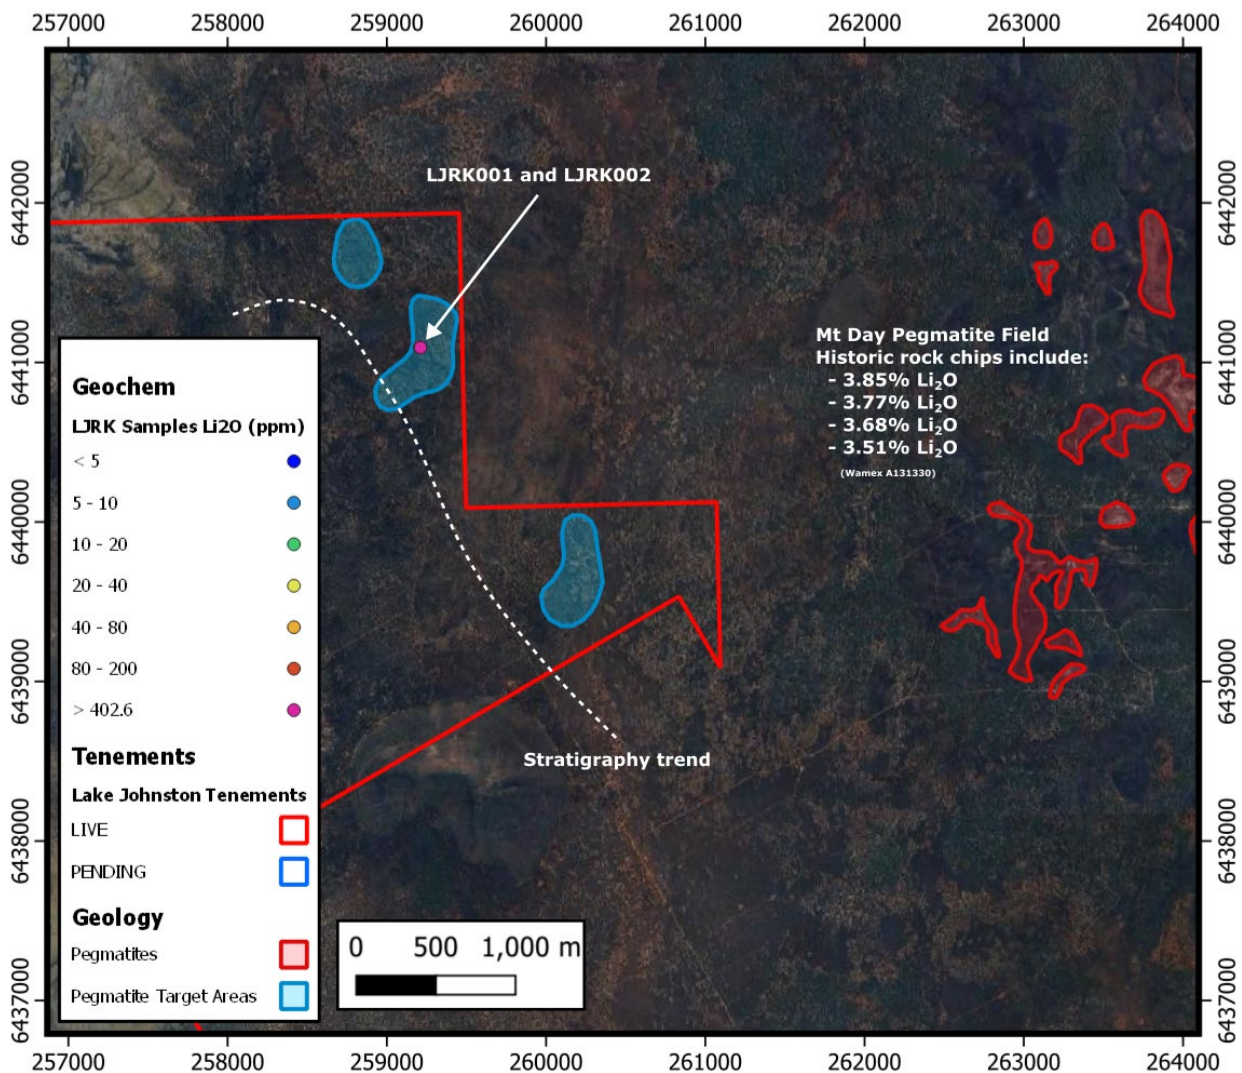 257000 258000 259000 260000 261000 262000 263000 264000
6442000
6441000
6440000
6439000
6438000
6437000
LJRK001 and LJRK002
Mt Day Pegmatite Field
Historic rock chips include:
- 3.85% Li₂O
- 3.77% Li₂O
- 3.68% Li₂O
- 3.51% Li₂O
(Wamex A131330)
Stratigraphy trend
Geochem
LJRK Samples Li2O (ppm)
< 5
5 - 10
10 - 20
20 - 40
40 - 80
80 - 200
> 402.6
Tenements
Lake Johnston Tenements
LIVE
PENDING
Geology
Pegmatites
Pegmatite Target Areas
0 500 1,000 m
6442000
6441000
6440000
6439000
6438000
6437000
257000 258000 259000 260000 261000 262000 263000 264000